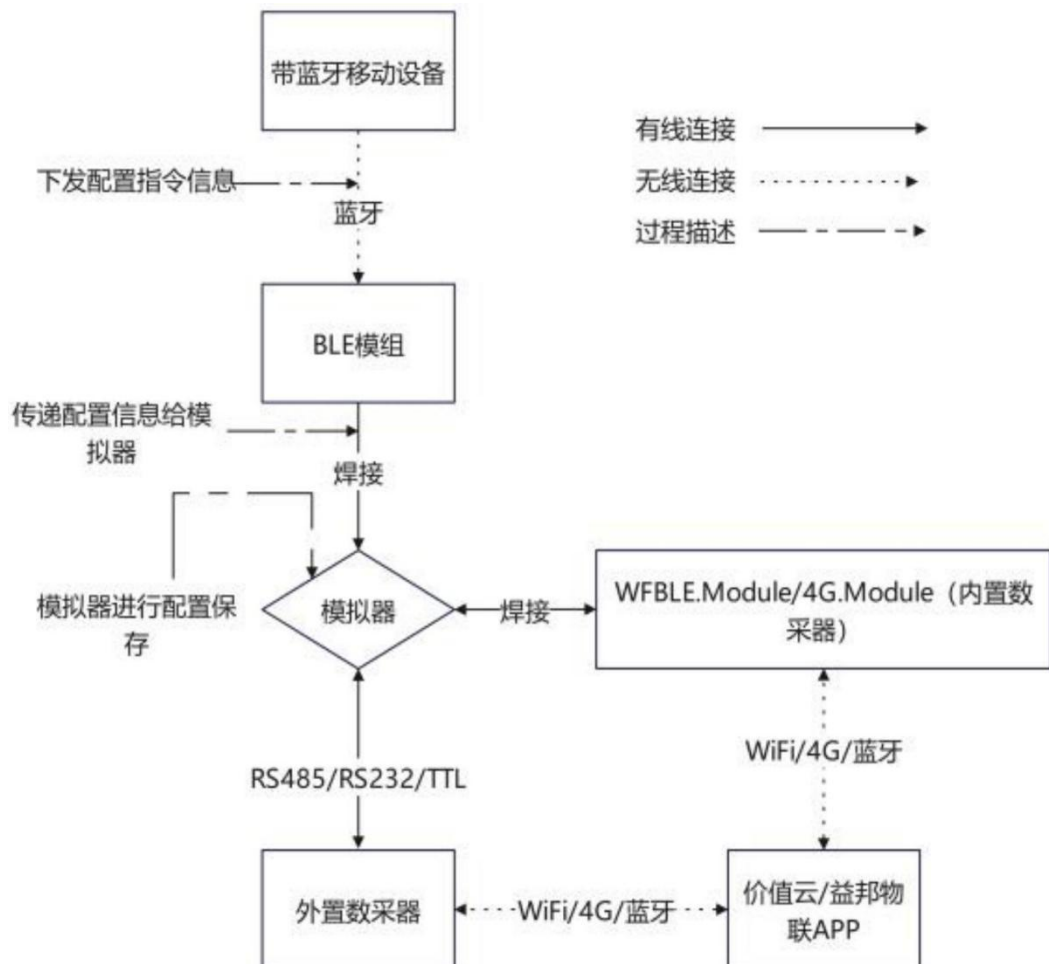 带蓝牙移动设备
有线连接
下发配置指令信息
无线连接
蓝牙
过程描述
BLE模组
传递配置信息给模
拟器
焊接
模拟器进行配置保
存
模拟器
焊接
WFBLE.Module/4G.Module（内置数
采器）
WiFi/4G/蓝牙
RS485/RS232/TTL
外置数采器
WiFi/4G/蓝牙
价值云/益邦物
联APP